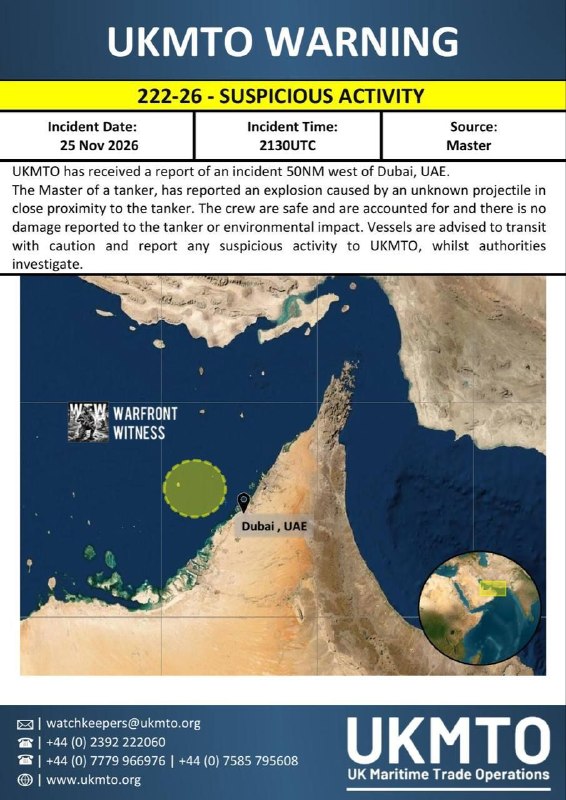 UKMTO WARNING
222-26 - SUSPICIOUS ACTIVITY
Incident Date:
25 Nov 2026
Incident Time:
2130UTC
Source:
Master
UKMTO has received a report of an incident 50NM west of Dubai, UAE.
The Master of a tanker, has reported an explosion caused by an unknown projectile in
close proximity to the tanker. The crew are safe and are accounted for and there is no
damage reported to the tanker or environmental impact. Vessels are advised to transit
with caution and report any suspicious activity to UKMTO, whilst authorities
investigate.
WFW
WARFRONT
WITNESS
Dubai , UAE
| watchkeepers@ukmto.org
| +44 (0) 2392 222060
| +44 (0) 7779 966976 | +44 (0) 7585 795608
| www.ukmto.org
UKMTO
UK Maritime Trade Operations